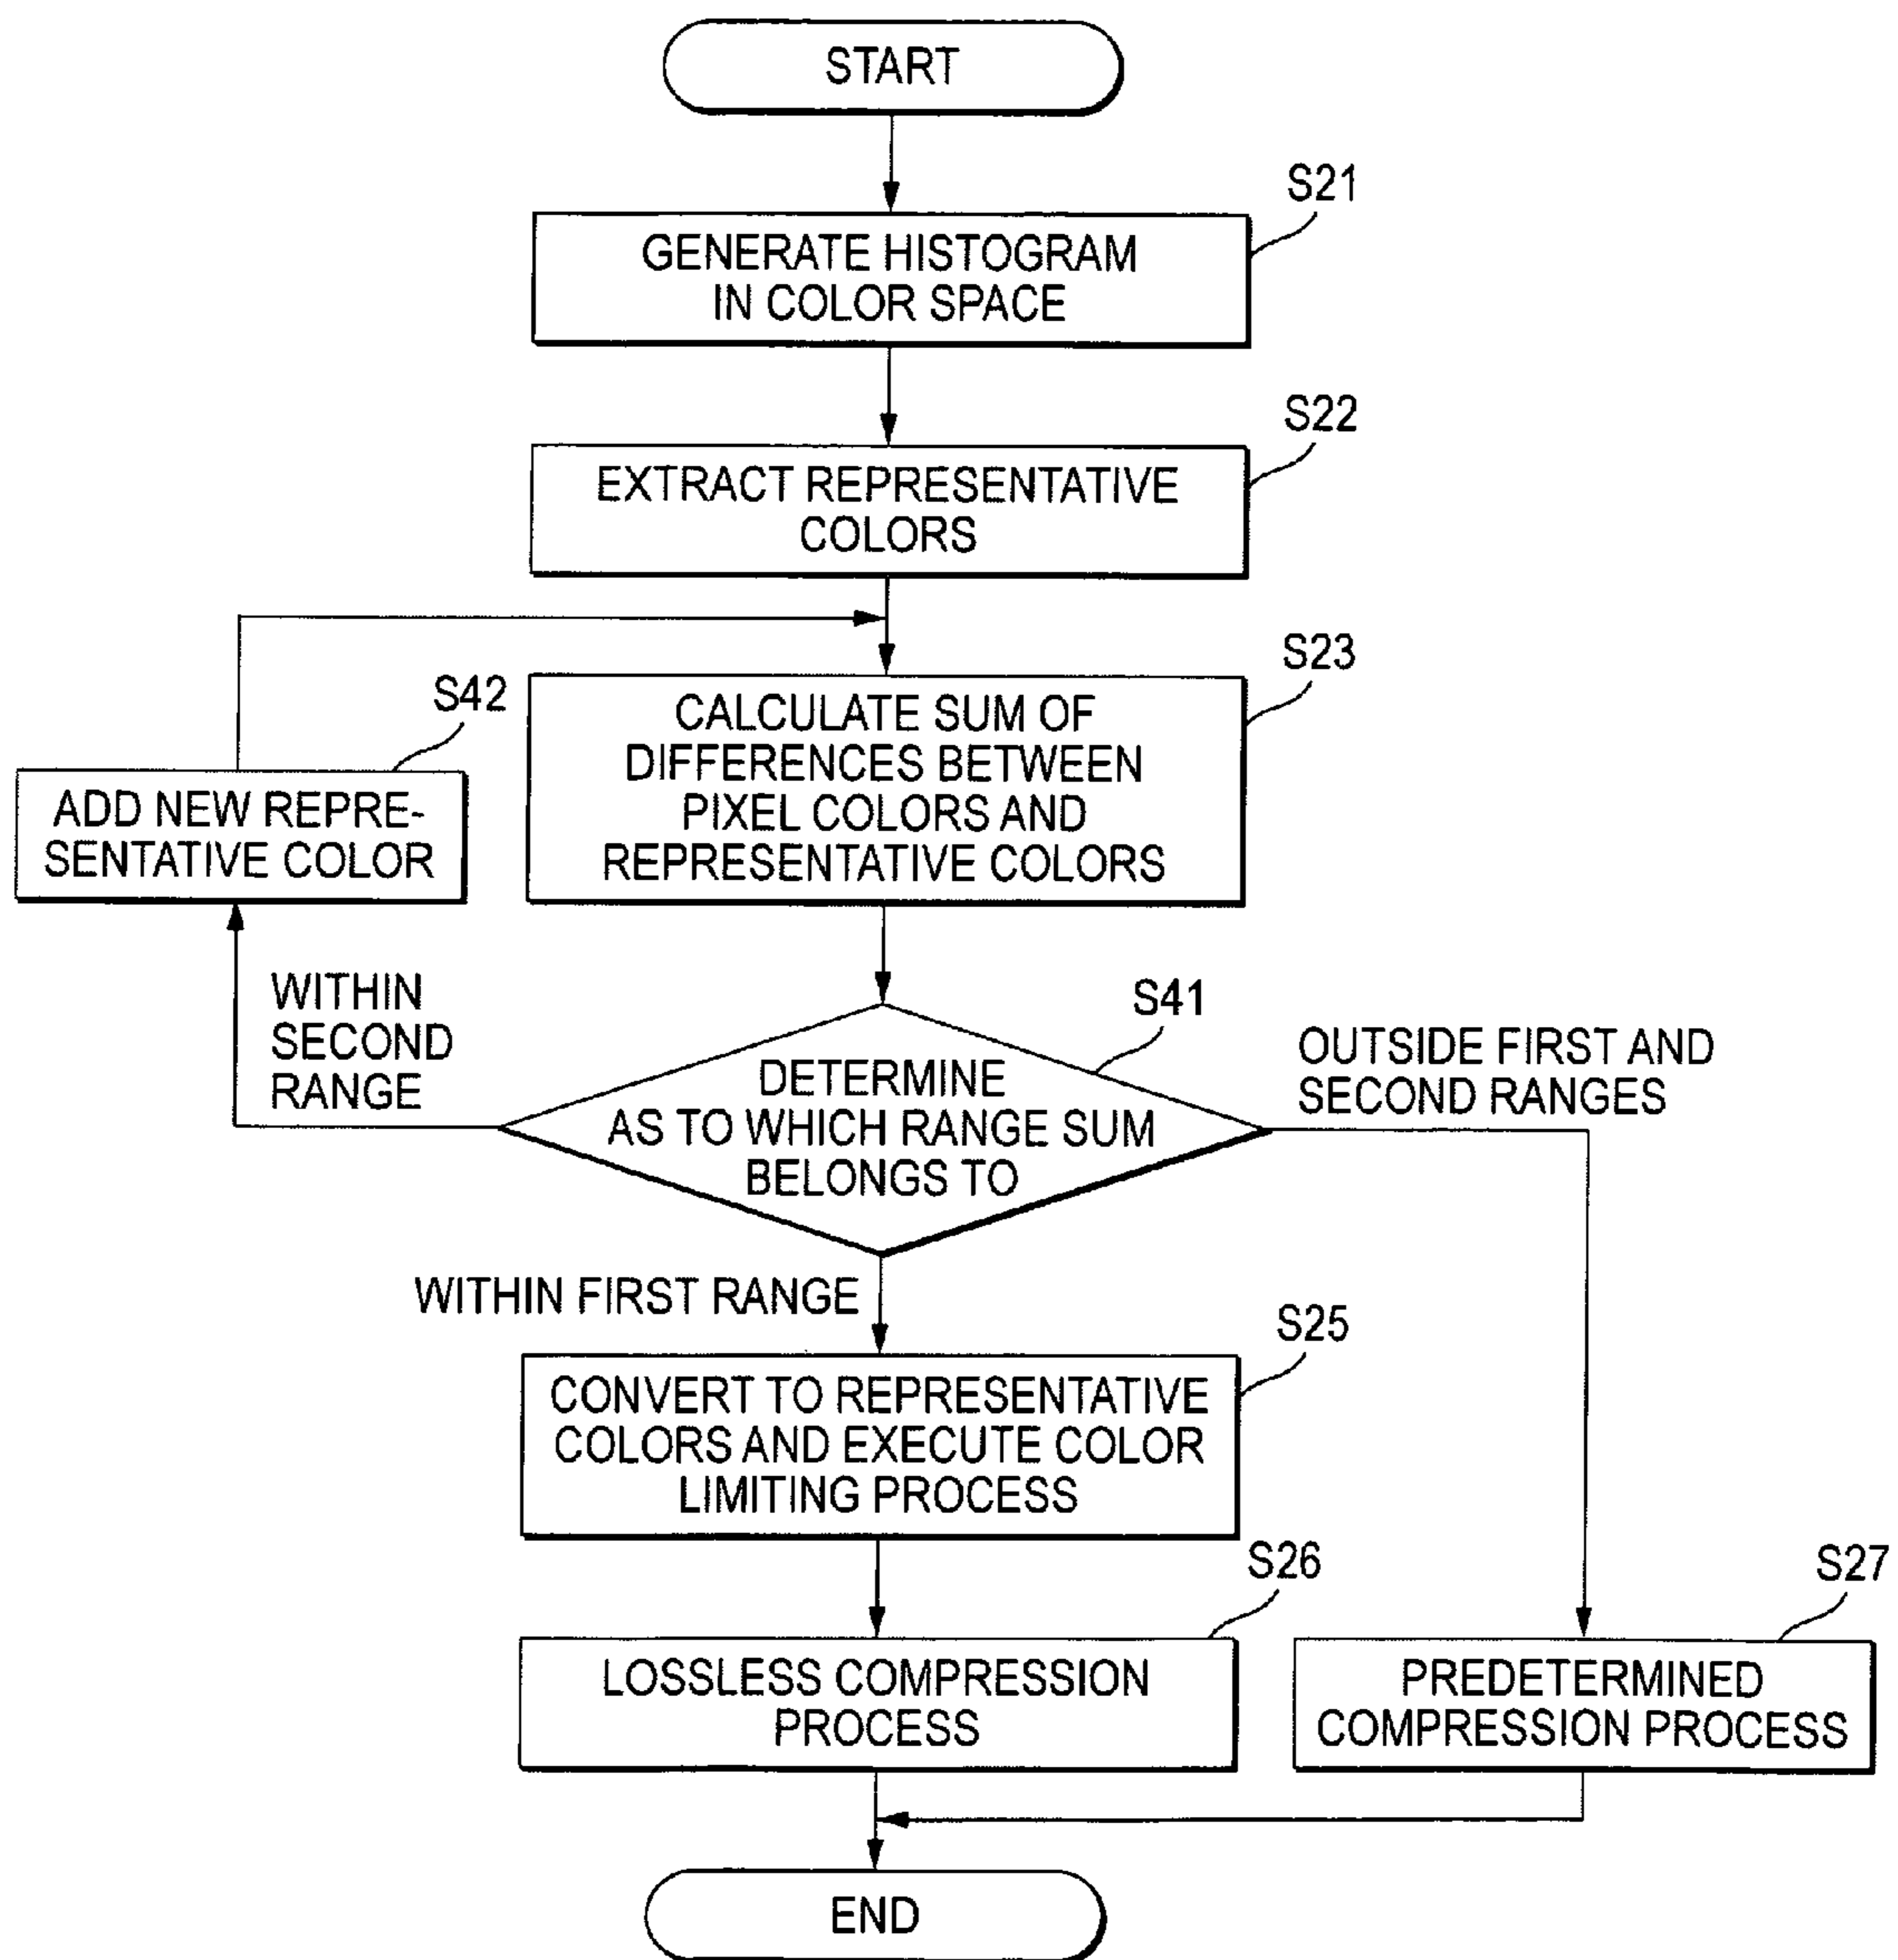 START
S21
GENERATE HISTOGRAM
IN COLOR SPACE
S22
EXTRACT REPRESENTATIVE
COLORS
S23
CALCULATE SUM OF
DIFFERENCES BETWEEN
PIXEL COLORS AND
REPRESENTATIVE COLORS
S42
ADD NEW REPRE-
SENTATIVE COLOR
WITHIN
SECOND
RANGE
S41
DETERMINE
AS TO WHICH RANGE SUM
BELONGS TO
OUTSIDE FIRST AND
SECOND RANGES
WITHIN FIRST RANGE
S25
CONVERT TO REPRESENTATIVE
COLORS AND EXECUTE COLOR
LIMITING PROCESS
S26
LOSSLESS COMPRESSION
PROCESS
S27
PREDETERMINED
COMPRESSION PROCESS
END